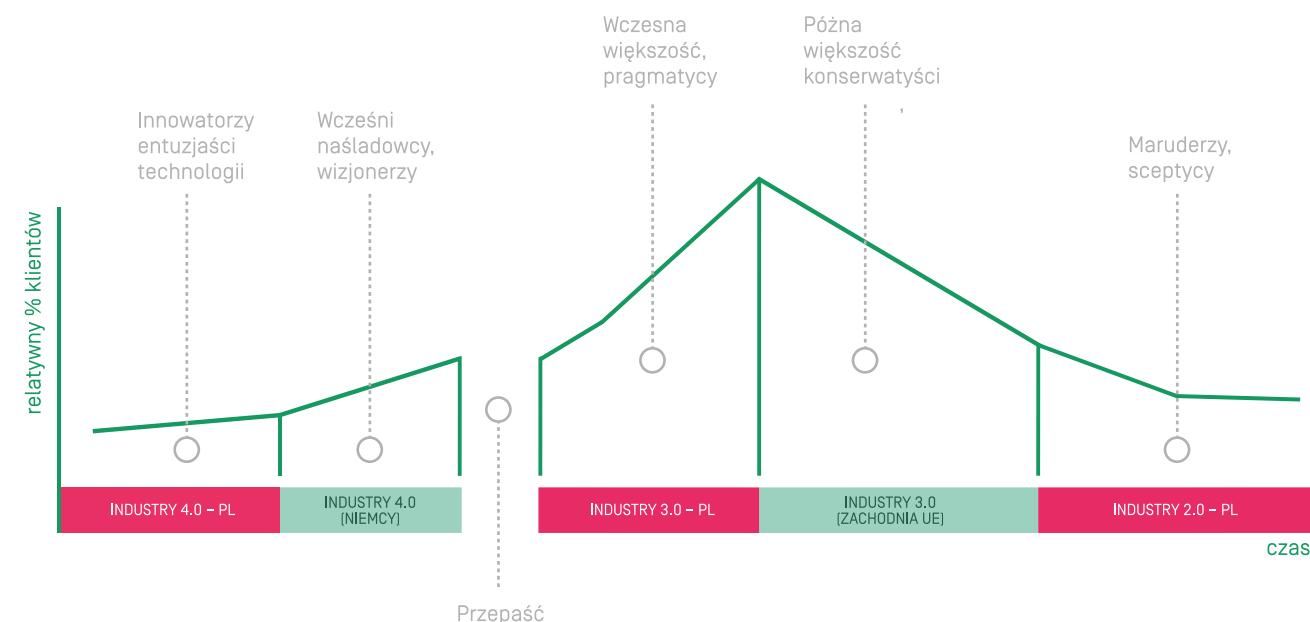 Innowatorzy
entuzjaści
technologii
Wcześni
naśladowcy,
wizjonerzy
Wczesna
większość,
pragmatycy
Późna
większość
konserwatyści
,
Maruderzy,
sceptycy
relatywny % klientów
INDUSTRY 4.0 – PL
INDUSTRY 4.0
(NIEMCY)
INDUSTRY 3.0 – PL
INDUSTRY 3.0
(ZACHODNIA UE)
INDUSTRY 2.0 – PL
czas
Przepaść